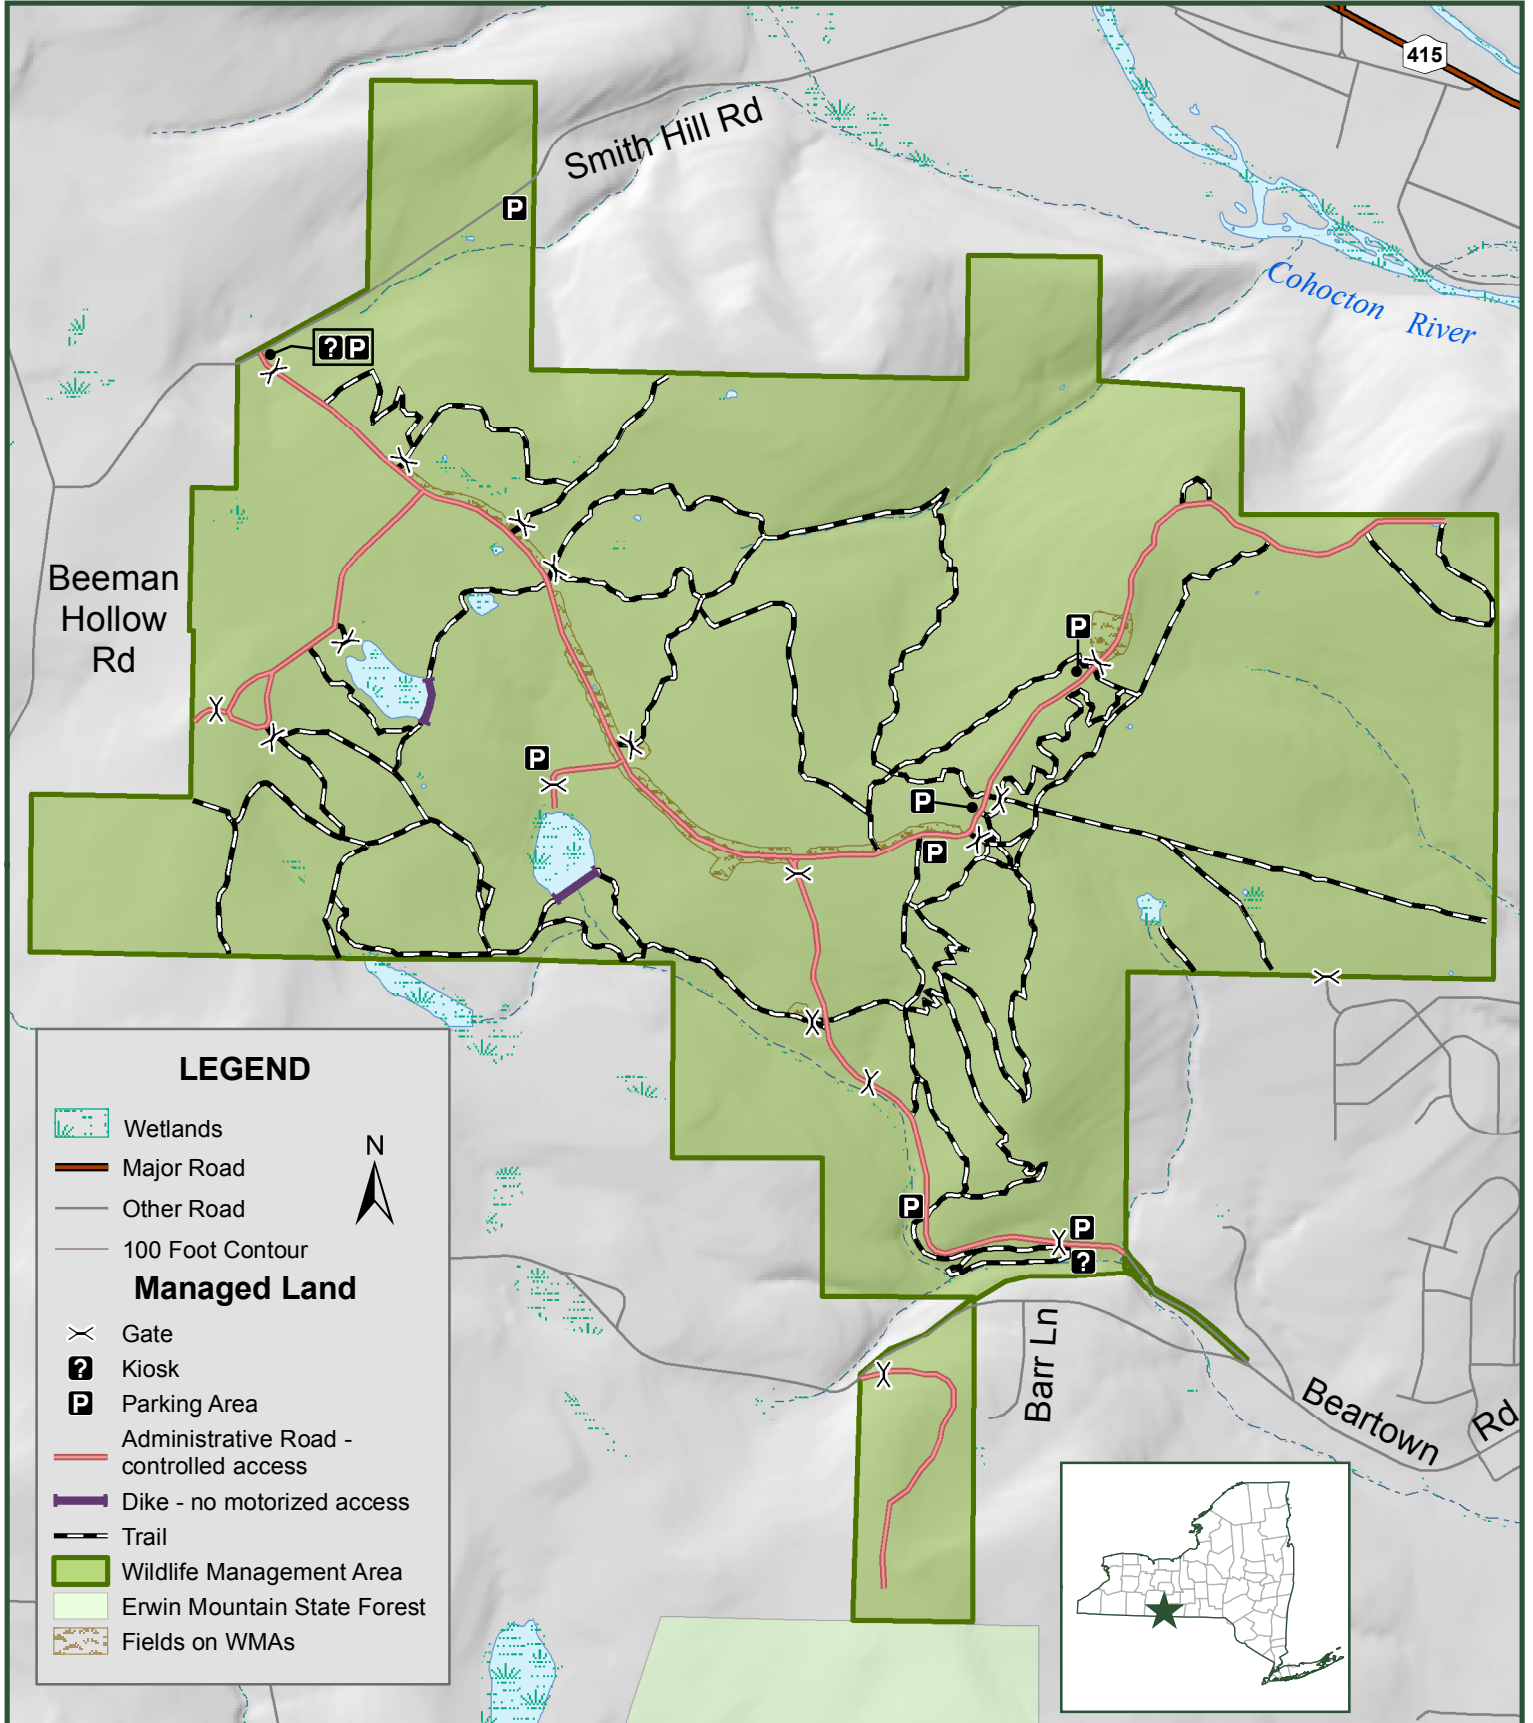 415
Smith Hill Rd
P
Cohocton River
?P
Beeman
Hollow
Rd
P
P
P
P
LEGEND
Wetlands
N
Major Road
Other Road
100 Foot Contour
Managed Land
Gate
? Kiosk
P Parking Area
Administrative Road -
controlled access
Dike - no motorized access
Trail
Wildlife Management Area
Erwin Mountain State Forest
Fields on WMAs
P
P
?
Barr Ln
Beartown Rd